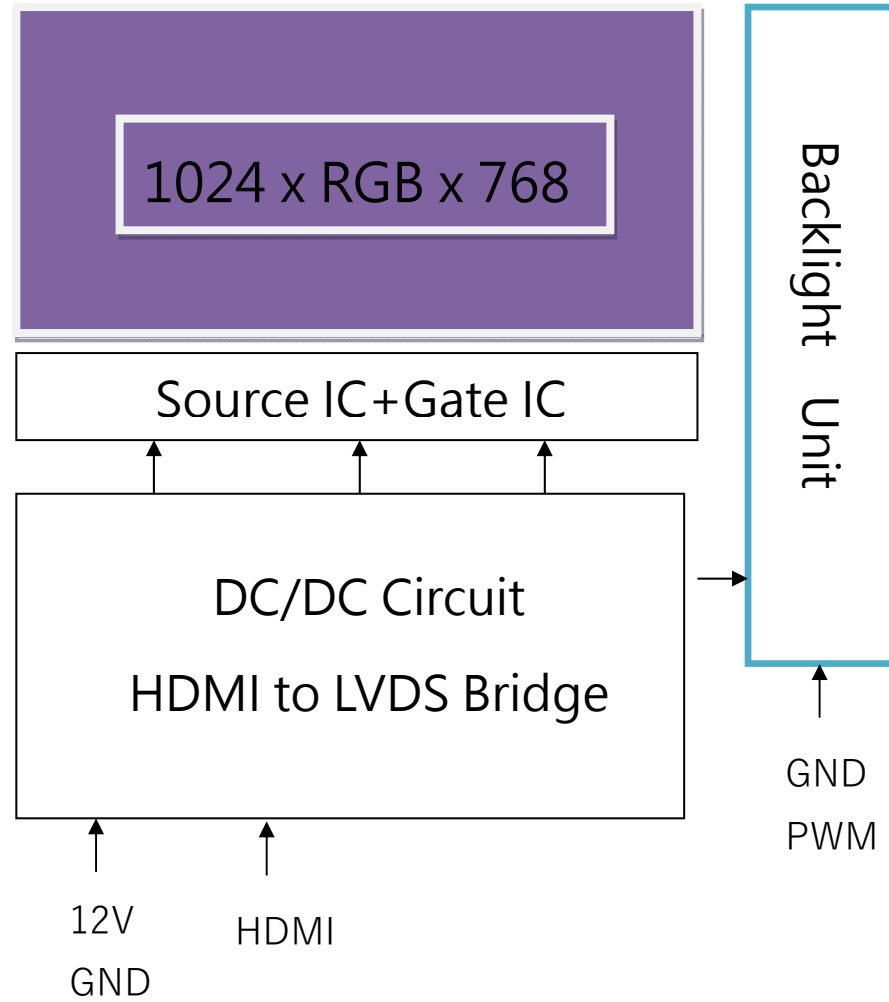 1024 x RGB x 768
Source IC+Gate IC
DC/DC Circuit
HDMI to LVDS Bridge
Backlight Unit
GND
PWM
12V
GND
HDMI